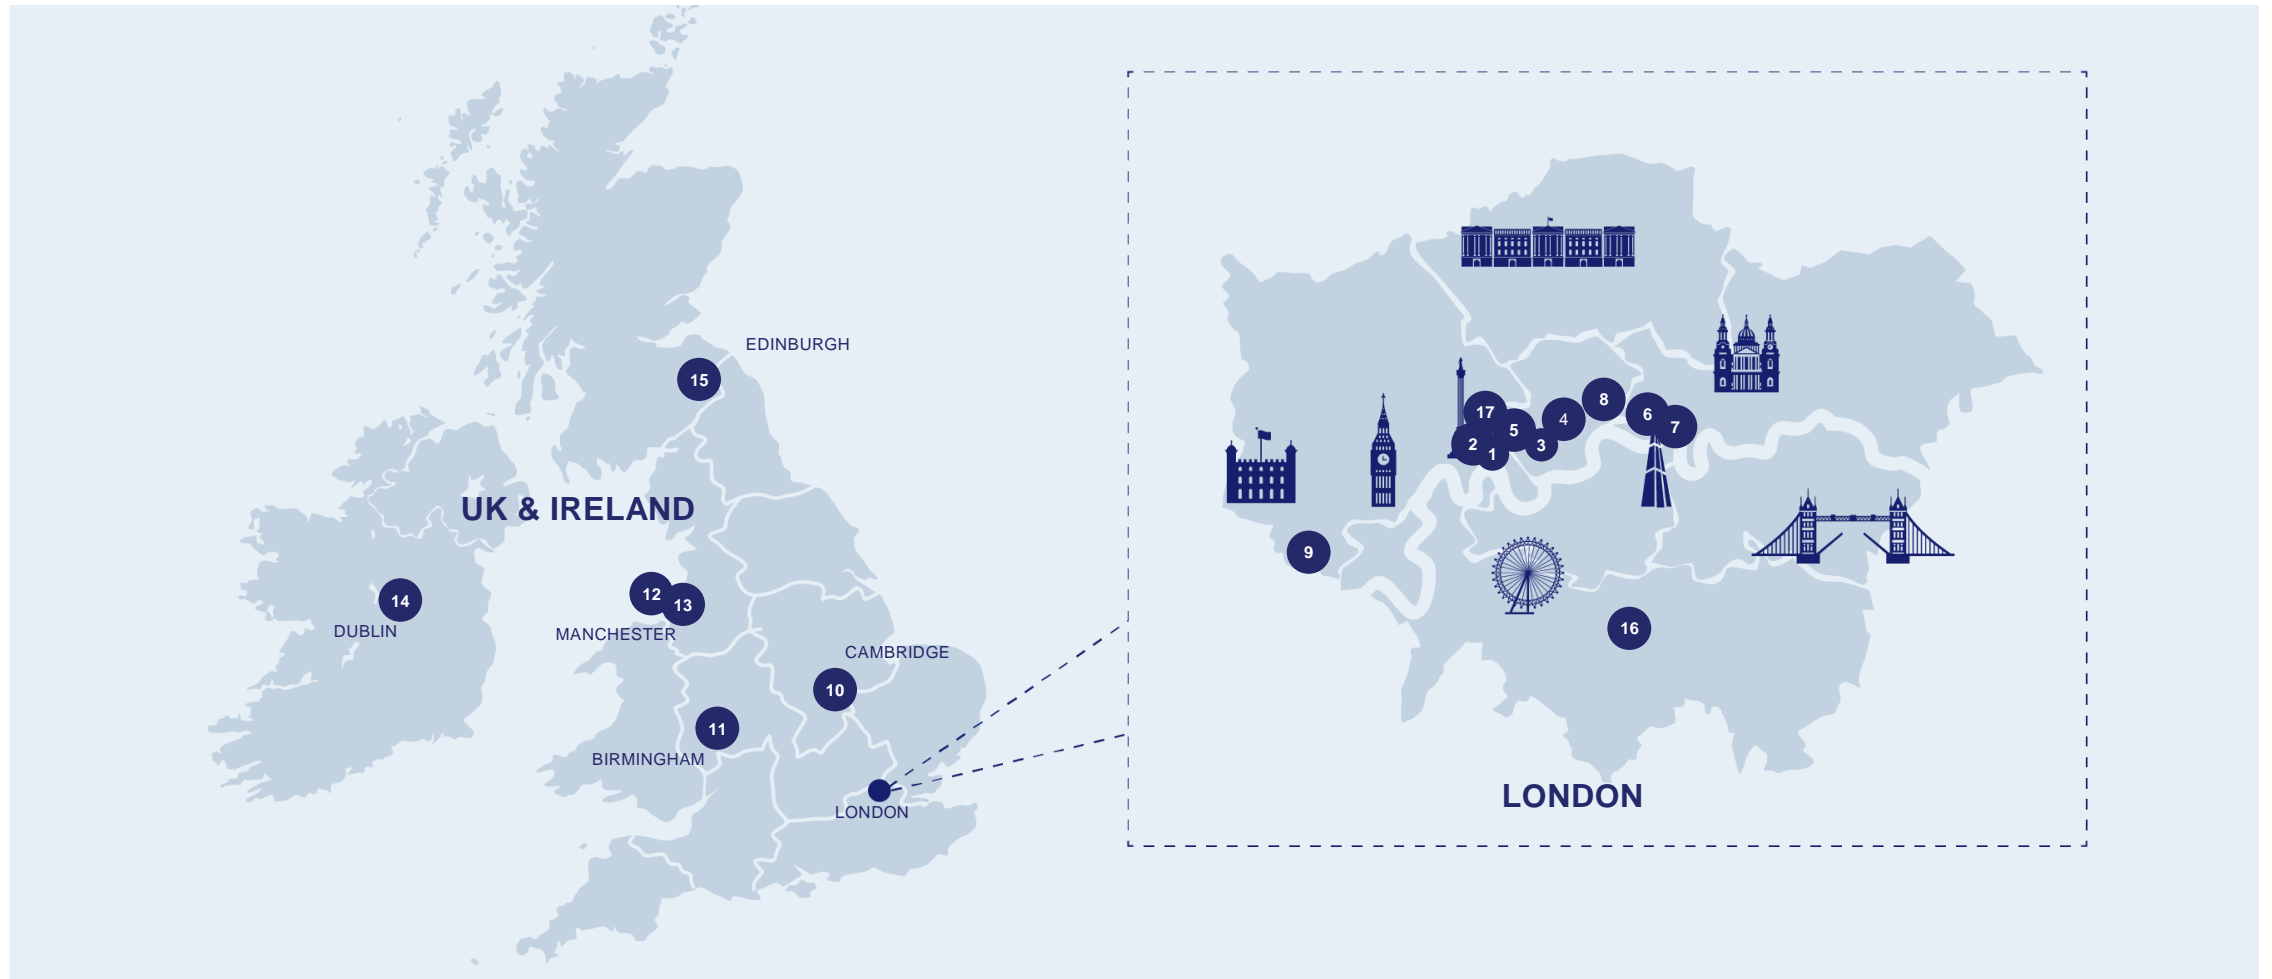 EDINBURGH
15
UK & IRELAND
14
DUBLIN
12
13
MANCHESTER
CAMBRIDGE
10
11
BIRMINGHAM
LONDON
17
2
1
5
3
4
8
6
7
9
16
LONDON